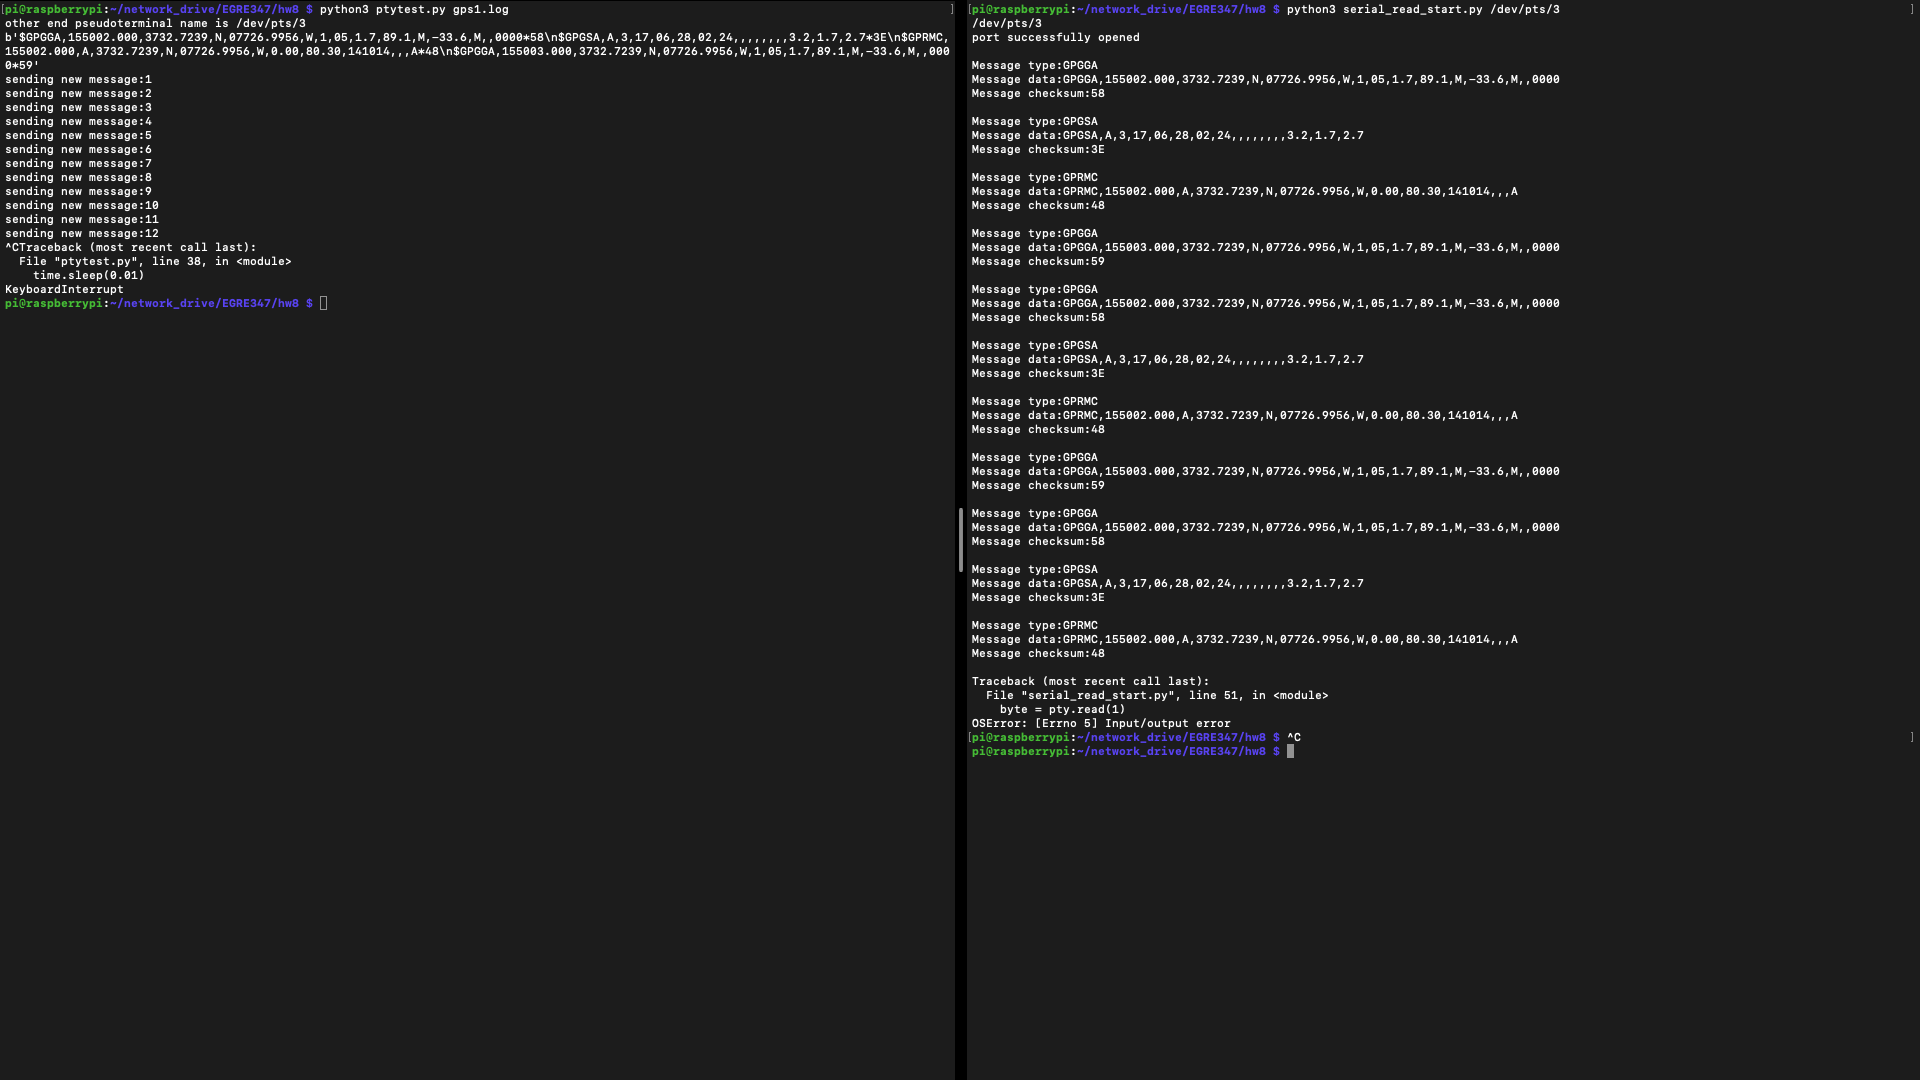 [pi@raspberrypi:~/network_drive/EGRE347/hw8 $ python3 ptytest.py gps1.log ]
other end pseudoterminal name is /dev/pts/3
b'$GPGGA,155002.000,3732.7239,N,07726.9956,W,1,05,1.7,89.1,M,-33.6,M,,0000*58\n$GPGSA,A,3,17,06,28,02,24,,,,,,,,3.2,1.7,2.7*3E\n$GPRMC,
155002.000,A,3732.7239,N,07726.9956,W,0.00,80.30,141014,,,A*48\n$GPGGA,155003.000,3732.7239,N,07726.9956,W,1,05,1.7,89.1,M,-33.6,M,,000
0*59'
sending new message:1
sending new message:2
sending new message:3
sending new message:4
sending new message:5
sending new message:6
sending new message:7
sending new message:8
sending new message:9
sending new message:10
sending new message:11
sending new message:12
^CTraceback (most recent call last):
  File "ptytest.py", line 38, in <module>
    time.sleep(0.01)
KeyboardInterrupt
pi@raspberrypi:~/network_drive/EGRE347/hw8 $
[pi@raspberrypi:~/network_drive/EGRE347/hw8 $ python3 serial_read_start.py /dev/pts/3 ]
/dev/pts/3
port successfully opened

Message type:GPGGA
Message data:GPGGA,155002.000,3732.7239,N,07726.9956,W,1,05,1.7,89.1,M,-33.6,M,,0000
Message checksum:58

Message type:GPGSA
Message data:GPGSA,A,3,17,06,28,02,24,,,,,,,,3.2,1.7,2.7
Message checksum:3E

Message type:GPRMC
Message data:GPRMC,155002.000,A,3732.7239,N,07726.9956,W,0.00,80.30,141014,,,A
Message checksum:48

Message type:GPGGA
Message data:GPGGA,155003.000,3732.7239,N,07726.9956,W,1,05,1.7,89.1,M,-33.6,M,,0000
Message checksum:59

Message type:GPGGA
Message data:GPGGA,155002.000,3732.7239,N,07726.9956,W,1,05,1.7,89.1,M,-33.6,M,,0000
Message checksum:58

Message type:GPGSA
Message data:GPGSA,A,3,17,06,28,02,24,,,,,,,,3.2,1.7,2.7
Message checksum:3E

Message type:GPRMC
Message data:GPRMC,155002.000,A,3732.7239,N,07726.9956,W,0.00,80.30,141014,,,A
Message checksum:48

Message type:GPGGA
Message data:GPGGA,155003.000,3732.7239,N,07726.9956,W,1,05,1.7,89.1,M,-33.6,M,,0000
Message checksum:59

Message type:GPGGA
Message data:GPGGA,155002.000,3732.7239,N,07726.9956,W,1,05,1.7,89.1,M,-33.6,M,,0000
Message checksum:58

Message type:GPGSA
Message data:GPGSA,A,3,17,06,28,02,24,,,,,,,,3.2,1.7,2.7
Message checksum:3E

Message type:GPRMC
Message data:GPRMC,155002.000,A,3732.7239,N,07726.9956,W,0.00,80.30,141014,,,A
Message checksum:48

Traceback (most recent call last):
  File "serial_read_start.py", line 51, in <module>
    byte = pty.read(1)
OSError: [Errno 5] Input/output error
[pi@raspberrypi:~/network_drive/EGRE347/hw8 $ ^C ]
pi@raspberrypi:~/network_drive/EGRE347/hw8 $